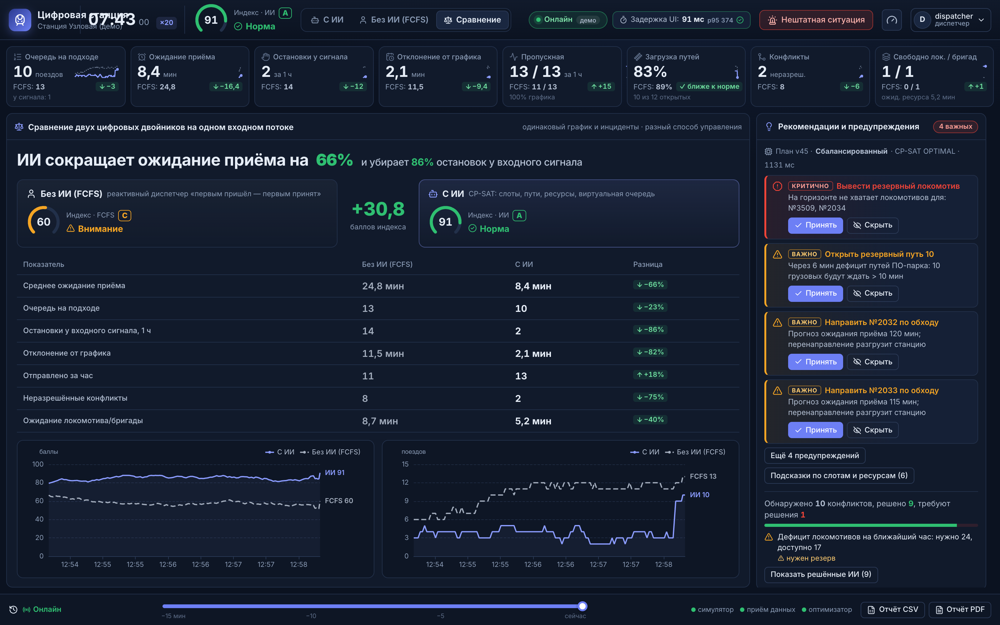 Цифровая станция
Станция Узловая (демо)
07:43 00 ×20
91
Индекс · ИИ A
Норма
С ИИ
Без ИИ (FCFS)
Сравнение
Онлайн демо
Задержка UI: 91 мс p95 374
Нештатная ситуация
D
dispatcher
диспетчер
Очередь на подходе
10 поездов
FCFS: 13 ↓ −3
у сигнала: 1
Ожидание приёма
8,4 мин
FCFS: 24,8 ↓ −16,4
Остановки у сигнала
2 за 1 ч
FCFS: 14 ↓ −12
Отклонение от графика
2,1 мин
FCFS: 11,5 ↓ −9,4
Пропускная
13 / 13 за 1 ч
FCFS: 11 / 13 ↑ +15
100% графика
Загрузка путей
83%
FCFS: 89% ✓ ближе к норме
10 из 12 открытых
Конфликты
2 неразреш.
FCFS: 8 ↓ −6
Свободно лок. / бригад
1 / 1
FCFS: 0 / 1 ↑ +1
ожид. ресурса 5,2 мин
Сравнение двух цифровых двойников на одном входном потоке
одинаковый график и инциденты · разный способ управления
ИИ сокращает ожидание приёма на 66% и убирает 86% остановок у входного сигнала
Без ИИ (FCFS) реактивный диспетчер «первым пришёл — первым принят»
60
Индекс · FCFS C
Внимание
+30,8
баллов индекса
С ИИ CP-SAT: слоты, пути, ресурсы, виртуальная очередь
91
Индекс · ИИ A
Норма
Показатель Без ИИ (FCFS) С ИИ Разница
Среднее ожидание приёма 24,8 мин 8,4 мин ↓ −66%
Очередь на подходе 13 10 ↓ −23%
Остановки у входного сигнала, 1 ч 14 2 ↓ −86%
Отклонение от графика 11,5 мин 2,1 мин ↓ −82%
Отправлено за час 11 13 ↑ +18%
Неразрешённые конфликты 8 2 ↓ −75%
Ожидание локомотива/бригады 8,7 мин 5,2 мин ↓ −40%
баллы
С ИИ Без ИИ (FCFS)
100
80
60
40
20
0
ИИ 91
FCFS 60
12:54 12:55 12:55 12:56 12:56 12:57 12:57 12:58
поездов
С ИИ Без ИИ (FCFS)
15
12
9
6
3
0
FCFS 13
ИИ 10
12:54 12:55 12:55 12:56 12:56 12:57 12:57 12:58
Рекомендации и предупреждения 4 важных
План v45 · Сбалансированный · CP-SAT OPTIMAL ·
1131 мс
КРИТИЧНО Вывести резервный локомотив
На горизонте не хватает локомотивов для:
№3509, №2034
Принять Скрыть
ВАЖНО Открыть резервный путь 10
Через 6 мин дефицит путей ПО-парка: 10
грузовых будут ждать > 10 мин
Принять Скрыть
ВАЖНО Направить №2032 по обходу
Прогноз ожидания приёма 120 мин;
перенаправление разгрузит станцию
Принять Скрыть
ВАЖНО Направить №2033 по обходу
Прогноз ожидания приёма 115 мин;
перенаправление разгрузит станцию
Принять Скрыть
Ещё 4 предупреждений
Подсказки по слотам и ресурсам (6)
Обнаружено 10 конфликтов, решено 9, требуют
решения 1
Дефицит локомотивов на ближайший час: нужно 24,
доступно 17
нужен резерв
Показать решённые ИИ (9)
Онлайн
−15 мин −10 −5 сейчас
симулятор приём данных оптимизатор
Отчёт CSV
Отчёт PDF